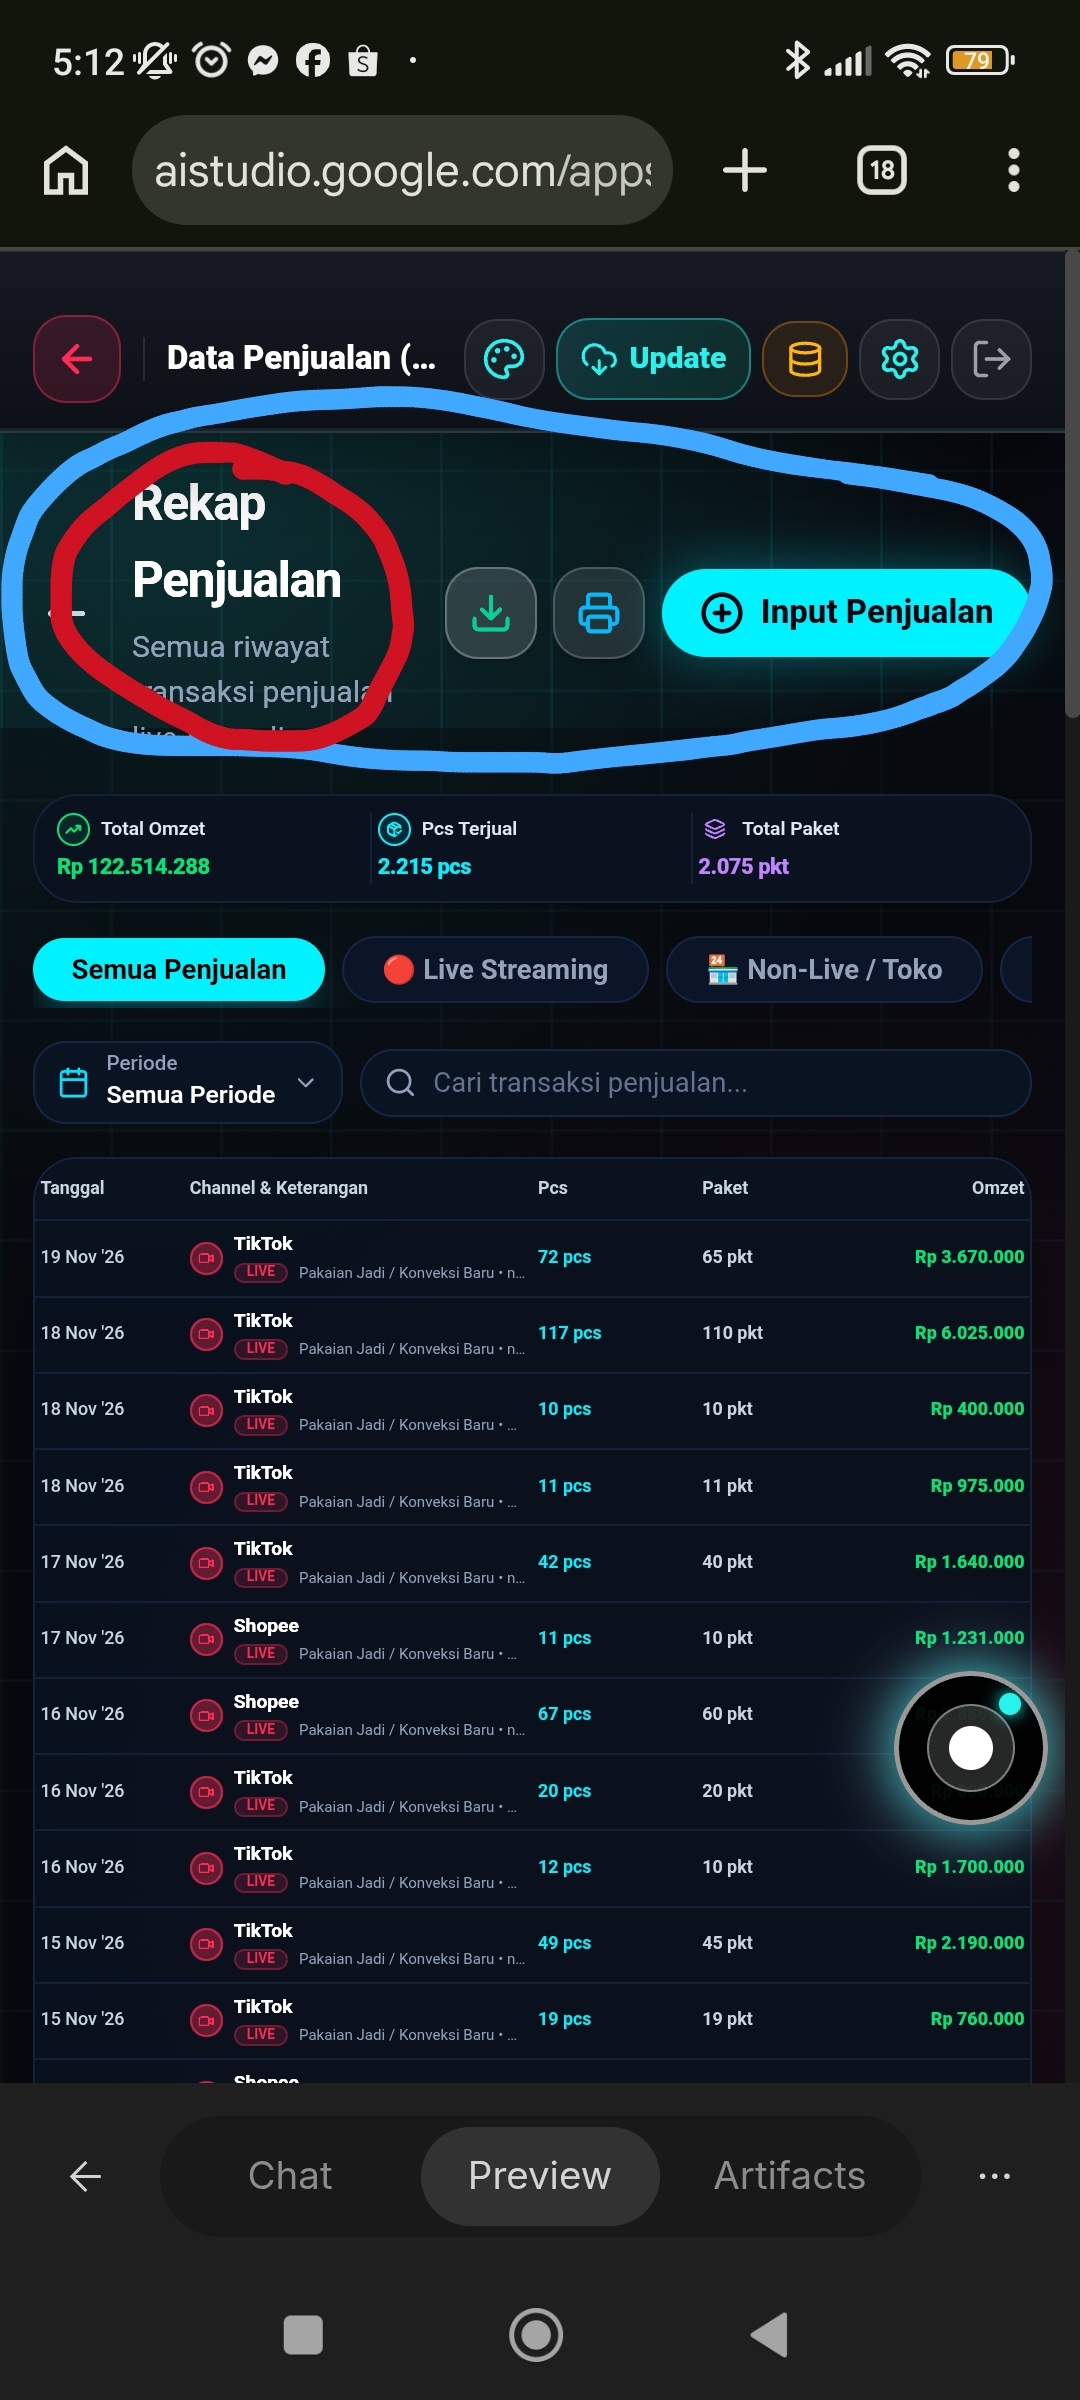 5:12
79
aistudio.google.com/apps
18
Data Penjualan (...
Update
Rekap
Penjualan
Semua riwayat
transaksi penjualan
Input Penjualan
Total Omzet
Rp 122.514.288
Pcs Terjual
2.215 pcs
Total Paket
2.075 pkt
Semua Penjualan
Live Streaming
24
Non-Live / Toko
Periode
Semua Periode
Cari transaksi penjualan...
Tanggal Channel & Keterangan Pcs Paket Omzet
19 Nov '26 TikTok 72 pcs 65 pkt Rp 3.670.000
LIVE Pakaian Jadi / Konveksi Baru • n...
18 Nov '26 TikTok 117 pcs 110 pkt Rp 6.025.000
LIVE Pakaian Jadi / Konveksi Baru • n...
18 Nov '26 TikTok 10 pcs 10 pkt Rp 400.000
LIVE Pakaian Jadi / Konveksi Baru • ...
18 Nov '26 TikTok 11 pcs 11 pkt Rp 975.000
LIVE Pakaian Jadi / Konveksi Baru • ...
17 Nov '26 TikTok 42 pcs 40 pkt Rp 1.640.000
LIVE Pakaian Jadi / Konveksi Baru • n...
17 Nov '26 Shopee 11 pcs 10 pkt Rp 1.231.000
LIVE Pakaian Jadi / Konveksi Baru • ...
16 Nov '26 Shopee 67 pcs 60 pkt
LIVE Pakaian Jadi / Konveksi Baru • n...
16 Nov '26 TikTok 20 pcs 20 pkt
LIVE Pakaian Jadi / Konveksi Baru • ...
16 Nov '26 TikTok 12 pcs 10 pkt Rp 1.700.000
LIVE Pakaian Jadi / Konveksi Baru • ...
15 Nov '26 TikTok 49 pcs 45 pkt Rp 2.190.000
LIVE Pakaian Jadi / Konveksi Baru • n...
15 Nov '26 TikTok 19 pcs 19 pkt Rp 760.000
LIVE Pakaian Jadi / Konveksi Baru • ...
Shopee
Chat
Preview
Artifacts